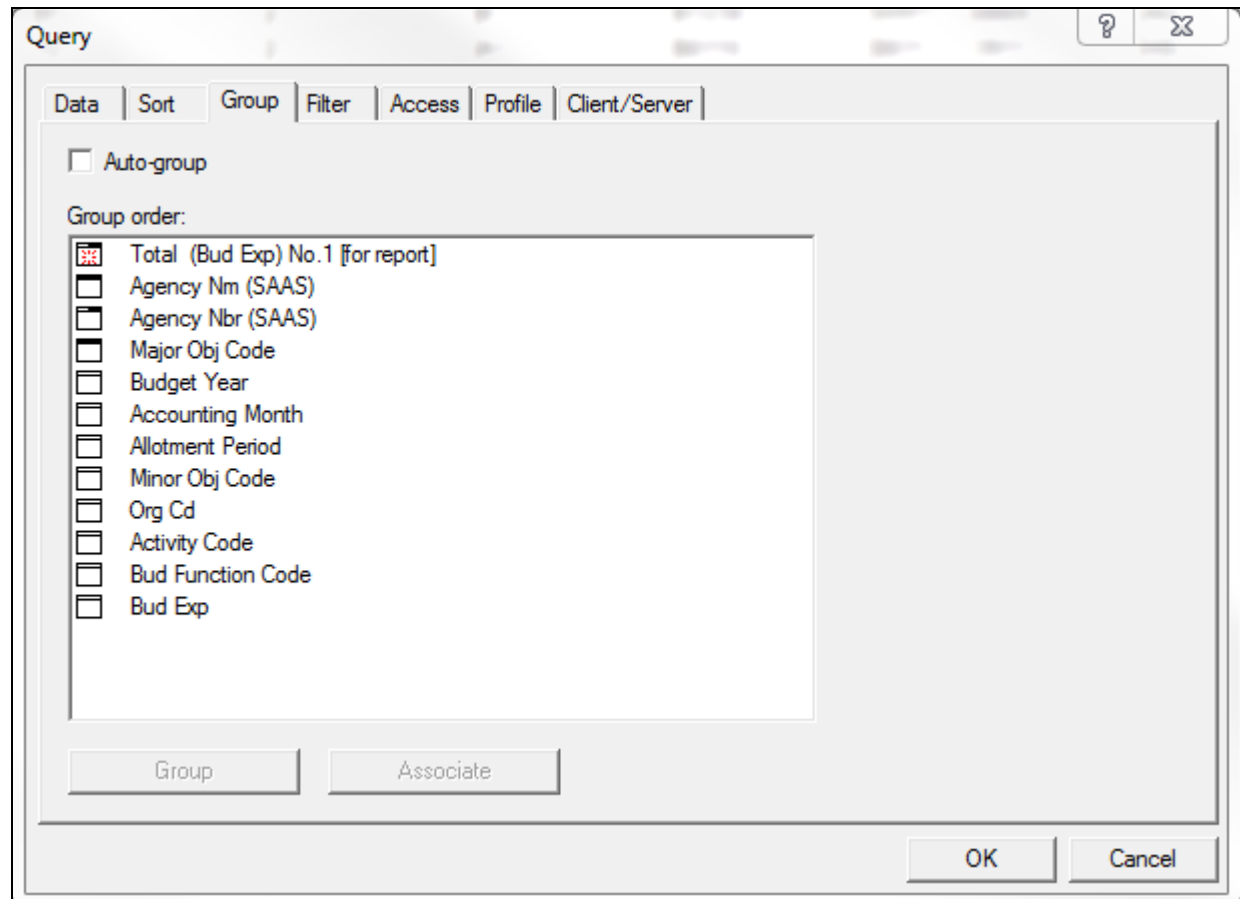 Query
Data Sort Group Filter Access Profile Client/Server
Auto-group
Group order:
Total (Bud Exp) No.1 [for report]
Agency Nm (SAAS)
Agency Nbr (SAAS)
Major Obj Code
Budget Year
Accounting Month
Allotment Period
Minor Obj Code
Org Cd
Activity Code
Bud Function Code
Bud Exp
Group Associate
OK Cancel